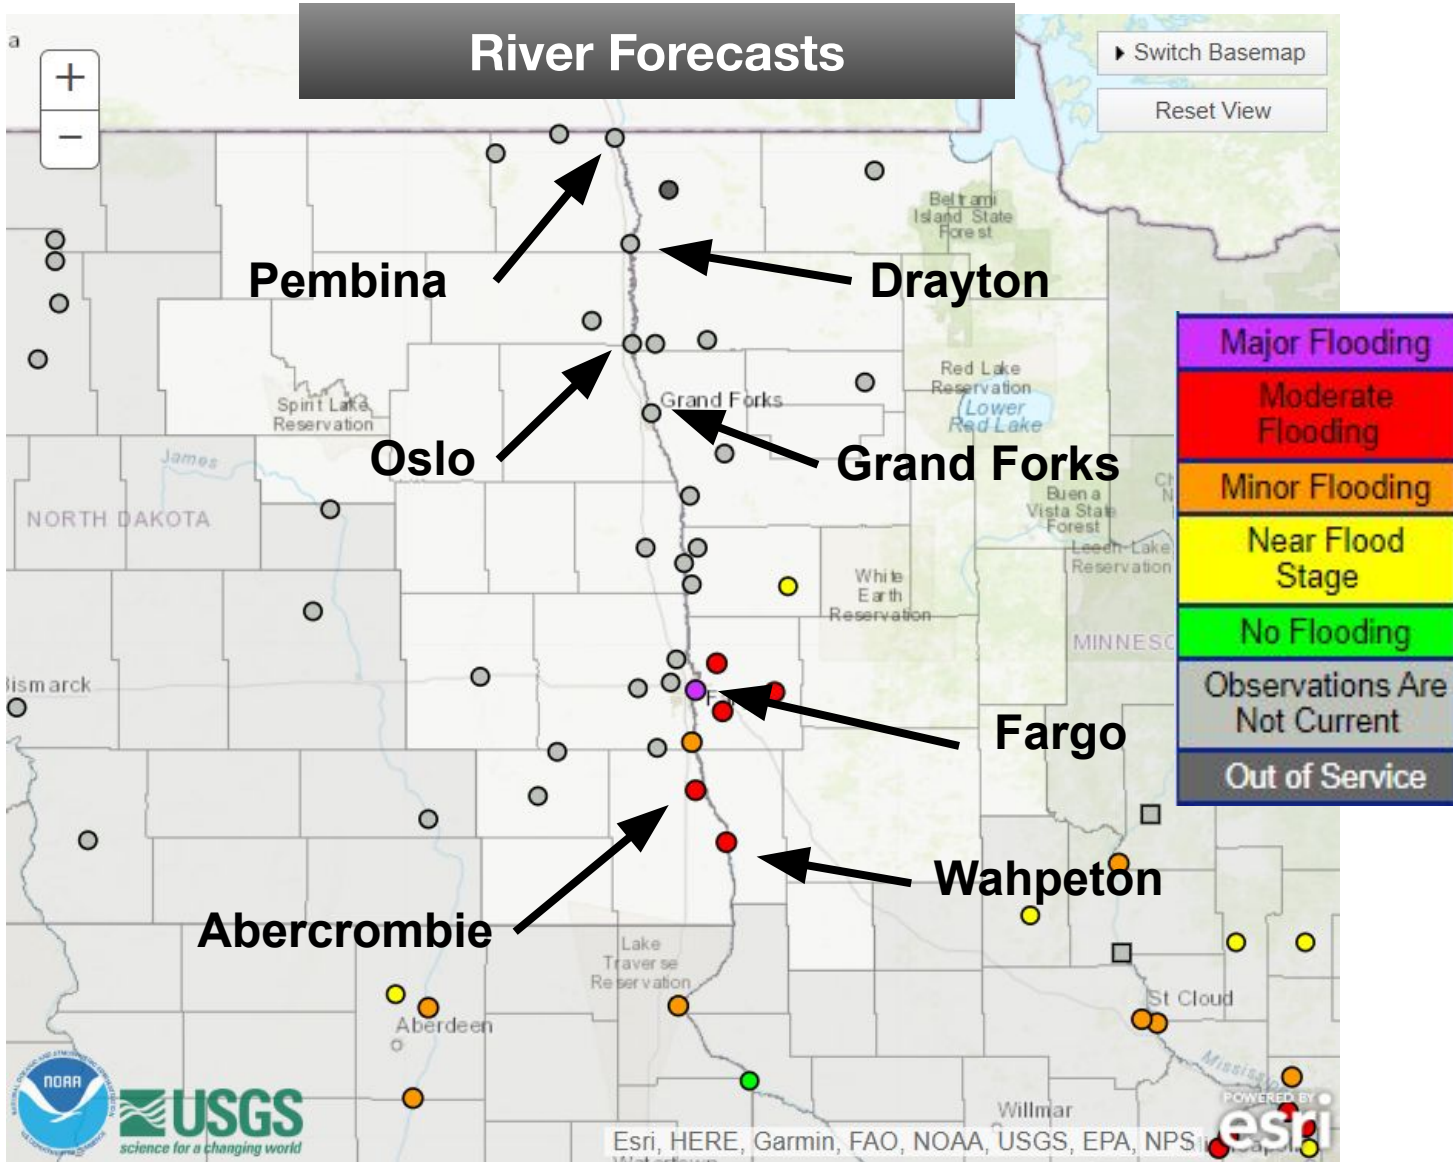 River Forecasts
a
+
−
Switch Basemap
Reset View
Beltrami
Island State
Forest
Pembina
Drayton
Major Flooding
Moderate
Flooding
Minor Flooding
Near Flood
Stage
No Flooding
Observations Are
Not Current
Out of Service
Red Lake
Reservation
Lower
Red Lake
Spirit Lake
Reservation
Grand Forks
Oslo
Grand Forks
James
NORTH DAKOTA
Buena
Vista State
Forest
Leech Lake
Reservation
White
Earth
Reservation
MINNESO
Bismarck
Fargo
Wahpeton
Abercrombie
Lake
Traverse
Reservation
St Cloud
Aberdeen
Mississip
NOAA
USGS
science for a changing world
Willmar
POWERED BY
esri
Esri, HERE, Garmin, FAO, NOAA, USGS, EPA, NPS